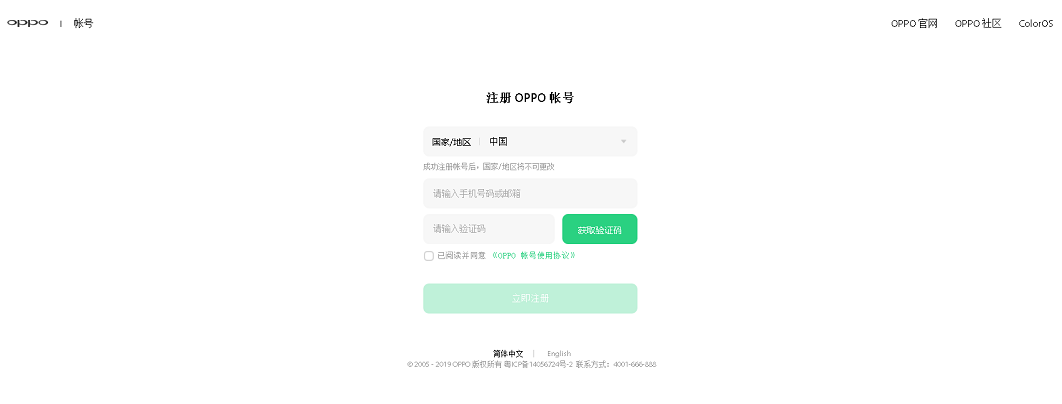 oppo | 帐号 OPPO 官网 OPPO 社区 ColorOS
注册 OPPO 帐号
国家/地区 | 中国
成功注册帐号后，国家/地区将不可更改
请输入手机号码或邮箱
请输入验证码 获取验证码
已阅读并同意 《OPPO 帐号使用协议》
立即注册
简体中文 | English
© 2005 - 2019 OPPO 版权所有 粤ICP备14056724号-2 联系方式：4001-666-888